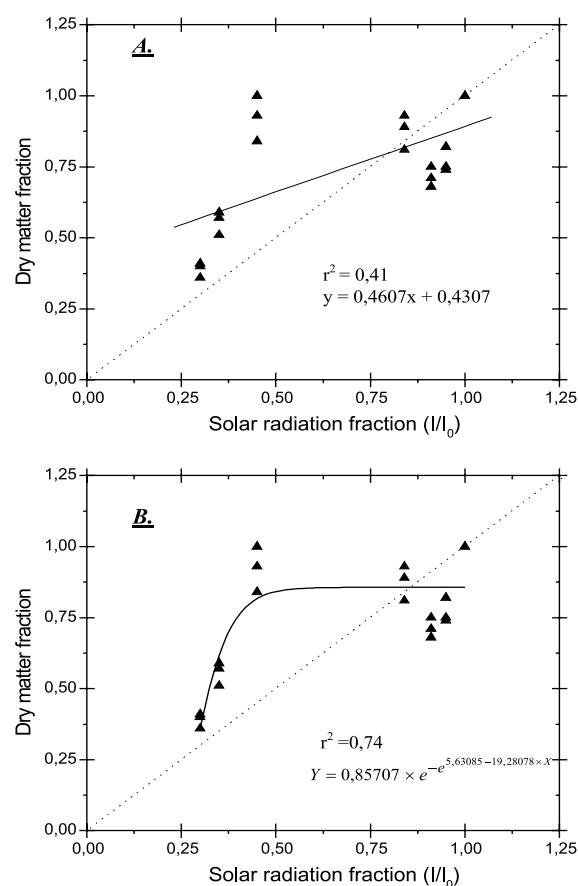 A.
1,25
1,00
0,75
0,50
0,25
0,00
Dry matter fraction
r² = 0,41
y = 0,4607x + 0,4307
0,00 0,25 0,50 0,75 1,00 1,25
Solar radiation fraction (I/I₀)
B.
1,25
1,00
0,75
0,50
0,25
0,00
Dry matter fraction
r² =0,74
Y = 0,85707 × e^{-e^{5,63085−19,28078×X}}
0,00 0,25 0,50 0,75 1,00 1,25
Solar radiation fraction (I/I₀)